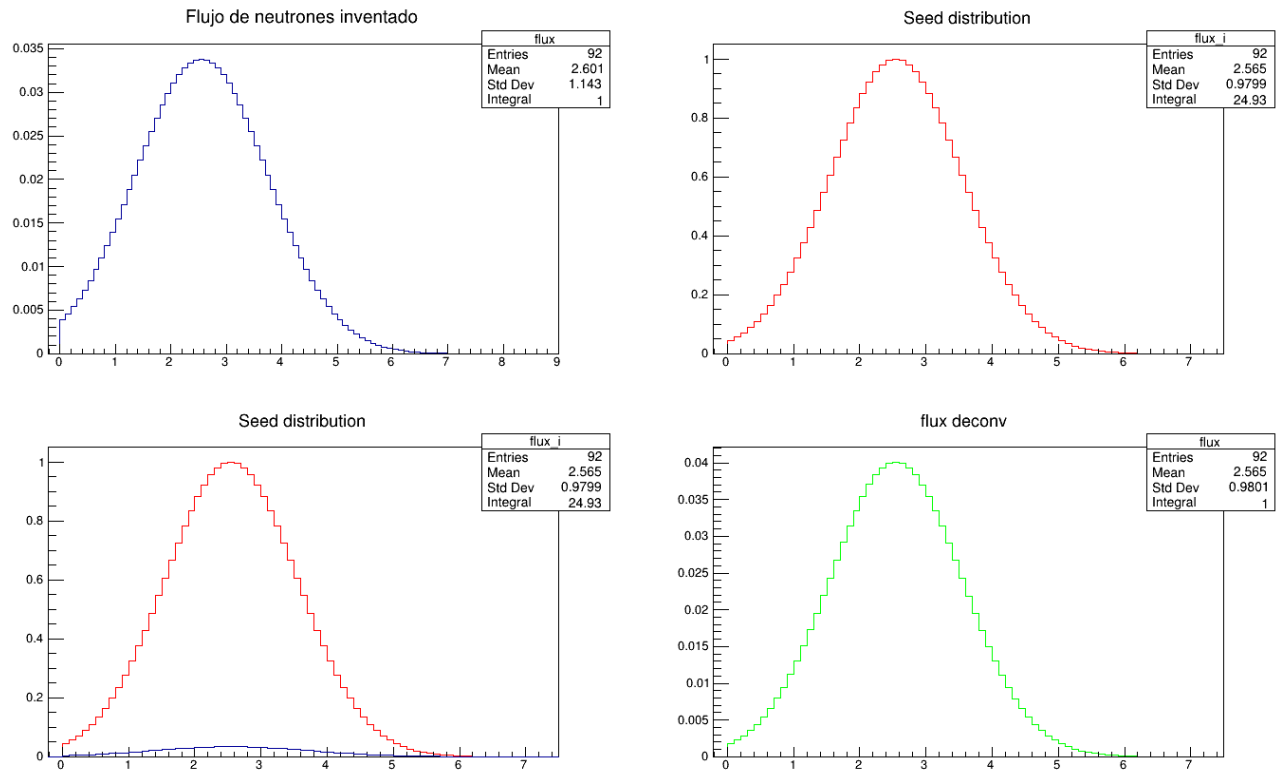 Flujo de neutrones inventado
flux
Entries 92
Mean 2.601
Std Dev 1.143
Integral 1
0.035
0.03
0.025
0.02
0.015
0.01
0.005
0
0 1 2 3 4 5 6 7 8 9
Seed distribution
flux_i
Entries 92
Mean 2.565
Std Dev 0.9799
Integral 24.93
1
0.8
0.6
0.4
0.2
0
0 1 2 3 4 5 6 7
Seed distribution
flux_i
Entries 92
Mean 2.565
Std Dev 0.9799
Integral 24.93
1
0.8
0.6
0.4
0.2
0
0 1 2 3 4 5 6 7
flux deconv
flux
Entries 92
Mean 2.565
Std Dev 0.9801
Integral 1
0.04
0.035
0.03
0.025
0.02
0.015
0.01
0.005
0
0 1 2 3 4 5 6 7